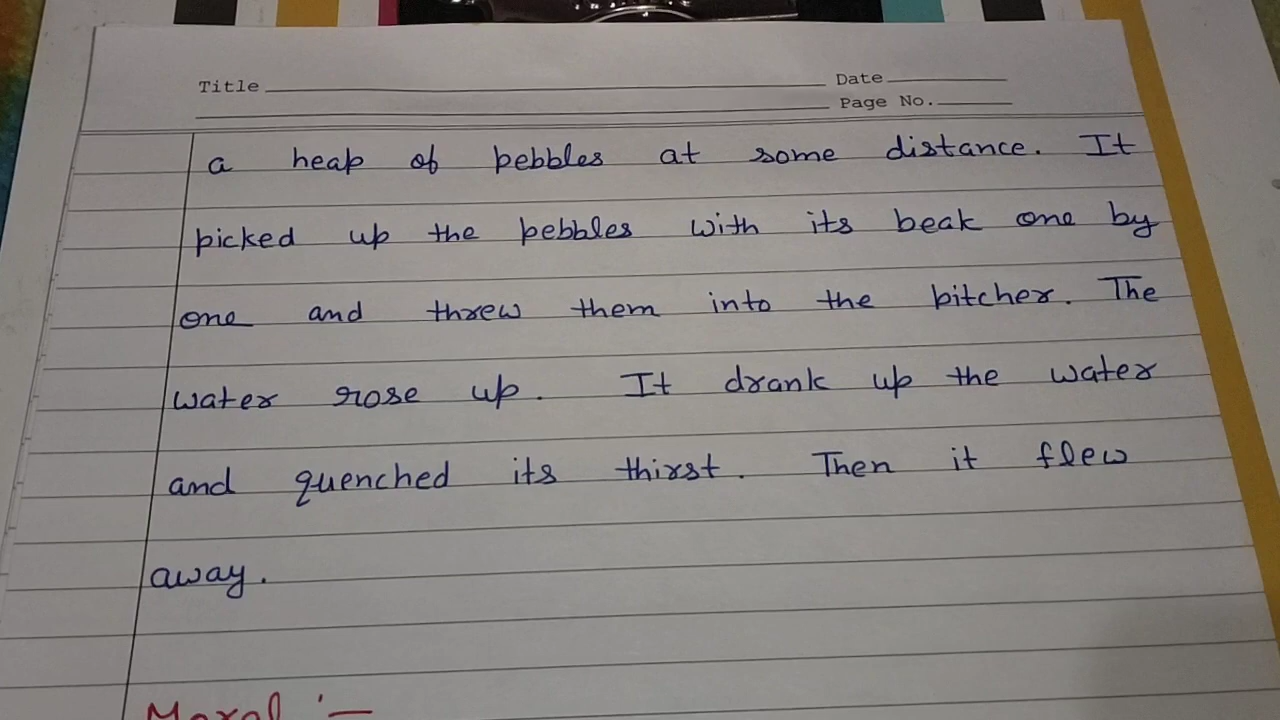 Title
Date
Page No.
a heap of pebbles at some distance. It
picked up the pebbles with its beak one by
one and threw them into the pitcher. The
water rose up. It drank up the water
and quenched its thirst. Then it flew
away.
Moral :-